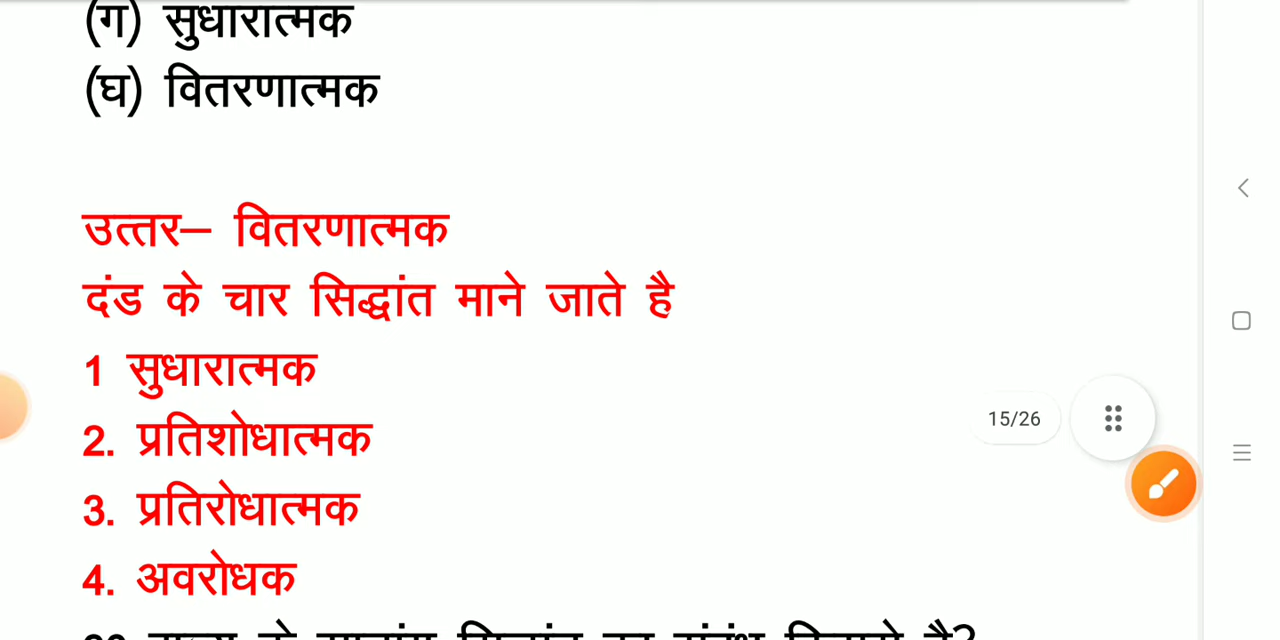 (ग) सुधारात्मक
(घ) वितरणात्मक
उत्तर– वितरणात्मक
दंड के चार सिद्धांत माने जाते है
1 सुधारात्मक
2. प्रतिशोधात्मक
3. प्रतिरोधात्मक
15/26
4. अवरोधक